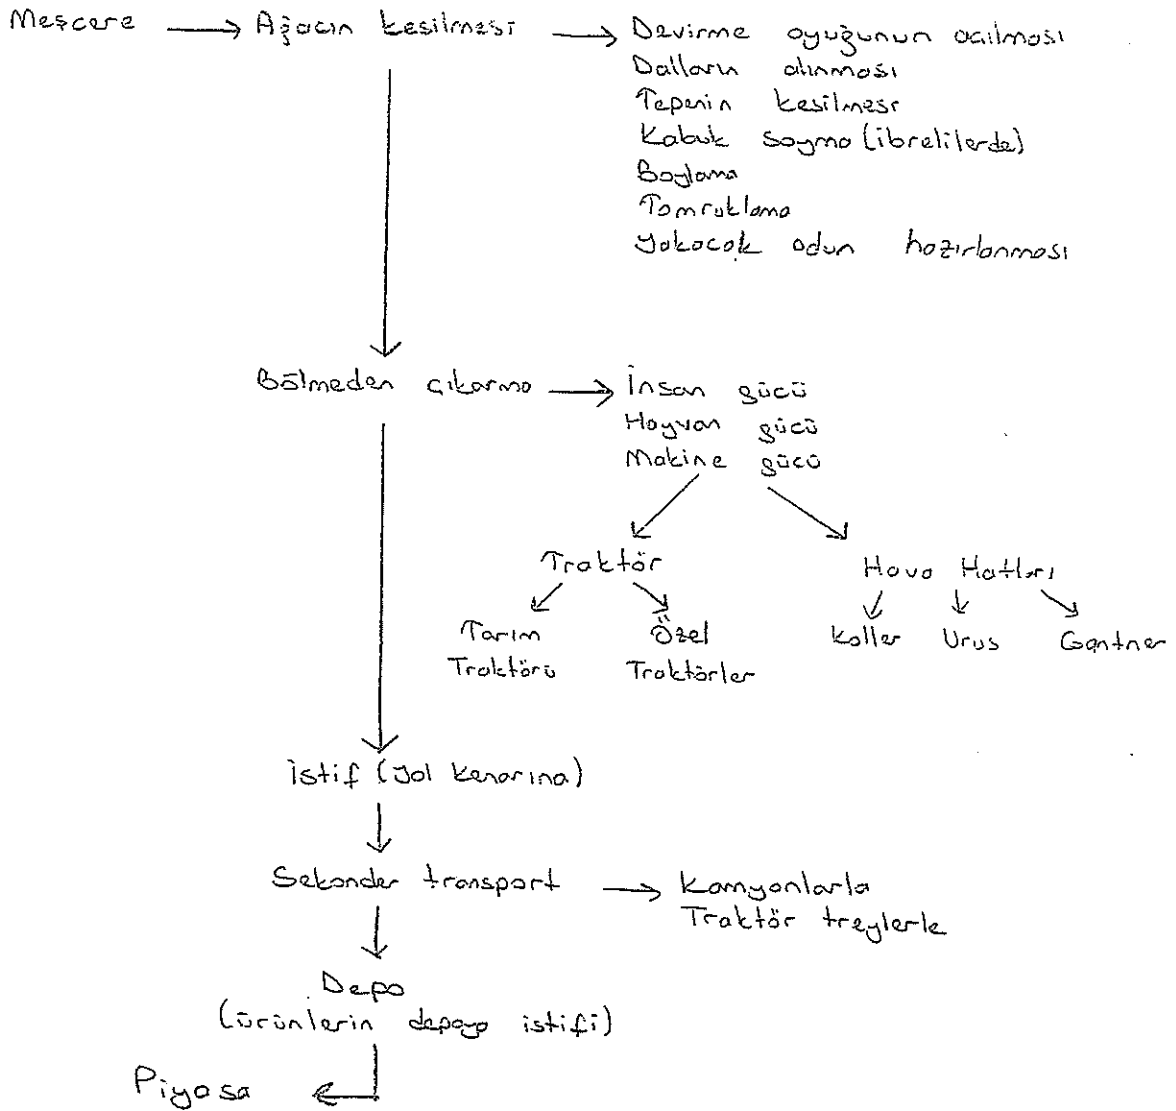 Meşcere → Ağacın kesilmesi → Devirme oyuğunun açılması
Dalların alınması
Tepenin kesilmesi
Kabuk soyma (ibrelilerde)
Boylama
Tomruklama
Yakacak odun hazırlanması
Bölmeden çıkarma → İnsan gücü
Hayvan gücü
Makine gücü
Traktör
Hava Hatları
Tarım Traktörü
Özel Traktörler
Koller Urus Gantner
İstif (yol kenarına)
Sekonder transport → Kamyonlarla
Traktör treylerle
Depo
(ürünlerin depoya istifi)
Piyasa